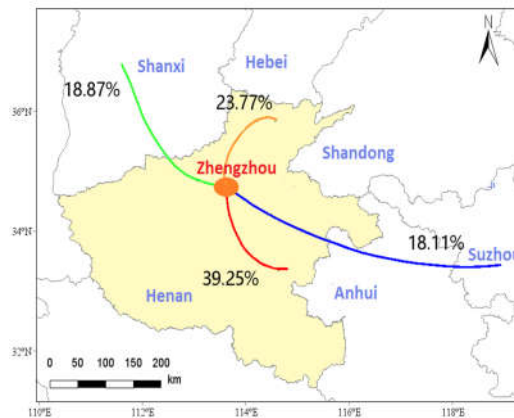 N
Shanxi
Hebei
18.87%
23.77%
36°N
Zhengzhou
Shandong
34°N
18.11%
Suzhou
39.25%
Henan
Anhui
0 50 100 150 200
km
32°N
110°E 112°E 114°E 116°E 118°E